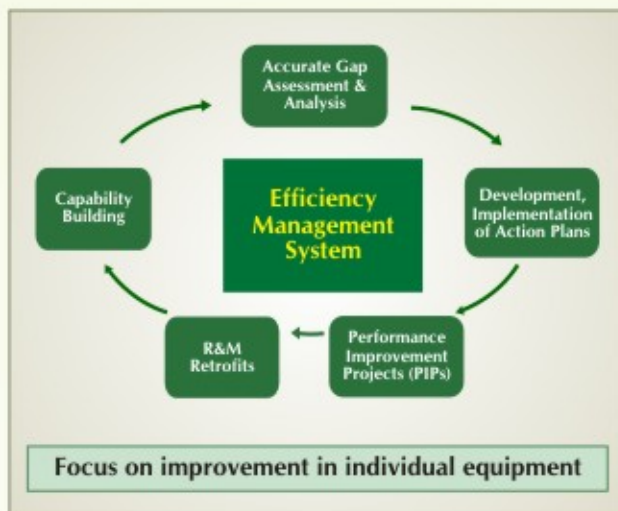 Accurate Gap
Assessment &
Analysis
Capability
Building
Efficiency
Management
System
Development,
Implementation
of Action Plans
R&M
Retrofits
Performance
Improvement
Projects (PIPs)
Focus on improvement in individual equipment